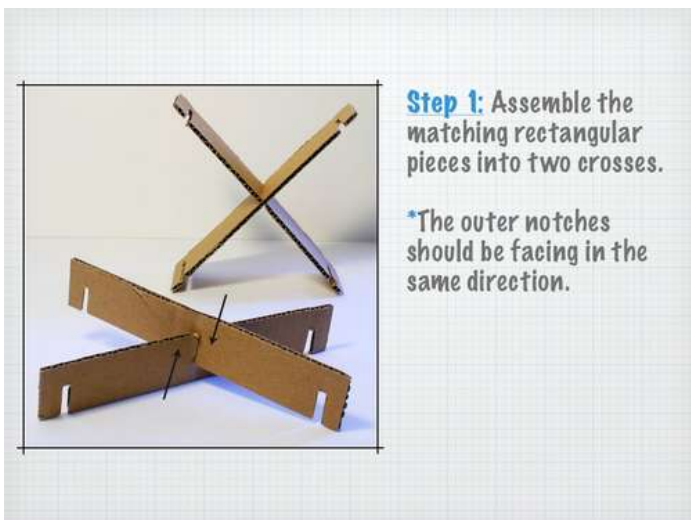 Step 1: Assemble the
matching rectangular
pieces into two crosses.
*The outer notches
should be facing in the
same direction.